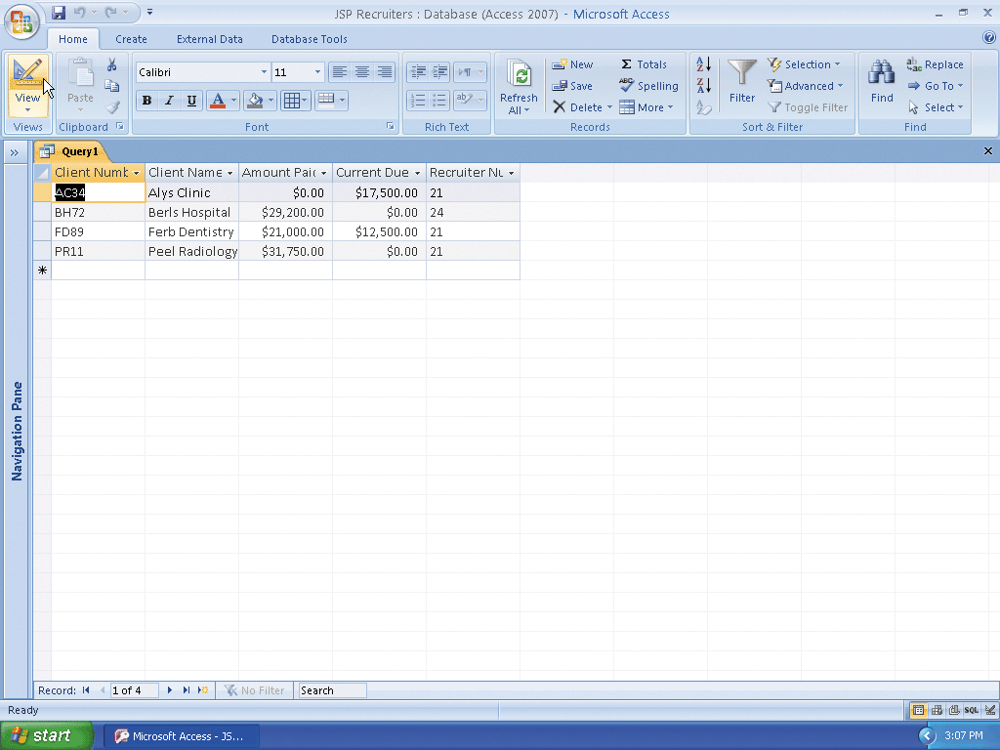 JSP Recruiters : Database (Access 2007) - Microsoft Access
Home Create External Data Database Tools
View
Views
Paste
Clipboard
Calibri 11
B I U A
Font
Rich Text
Refresh All
New
Save
Delete
Σ Totals
ABC Spelling
More
Records
A
Z
Z
A
Filter
Selection
Advanced
Toggle Filter
Sort & Filter
Find
Replace
Go To
Select
Find
» Query1
Client Numb Client Name Amount Paid Current Due Recruiter Nu
AC34 Alys Clinic $0.00 $17,500.00 21
BH72 Berls Hospital $29,200.00 $0.00 24
FD89 Ferb Dentistry $21,000.00 $12,500.00 21
PR11 Peel Radiology $31,750.00 $0.00 21
*
Navigation Pane
Record: 1 of 4 No Filter Search
Ready SQL
start Microsoft Access - JS... 3:07 PM